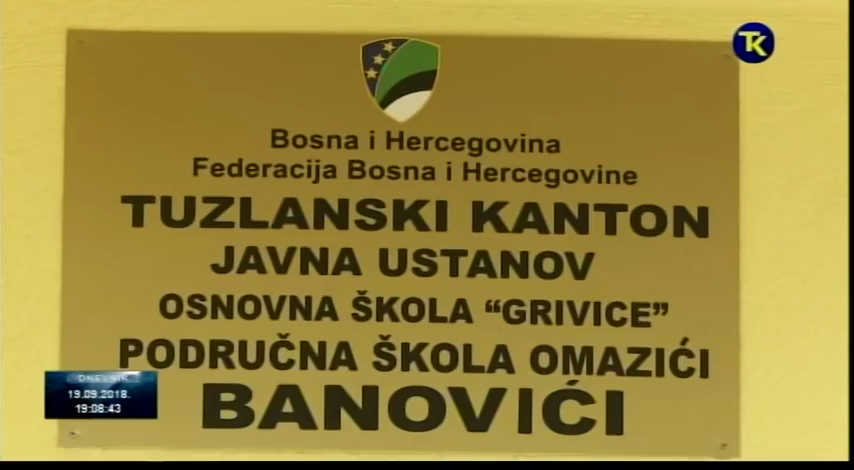 TK
Bosna i Hercegovina
Federacija Bosna i Hercegovine
TUZLANSKI KANTON
JAVNA USTANOV
OSNOVNA ŠKOLA “GRIVICE”
PODRUČNA ŠKOLA OMAZIĆI
BANOVIĆI
DNEVNIK
19.09.2018.
19:08:43